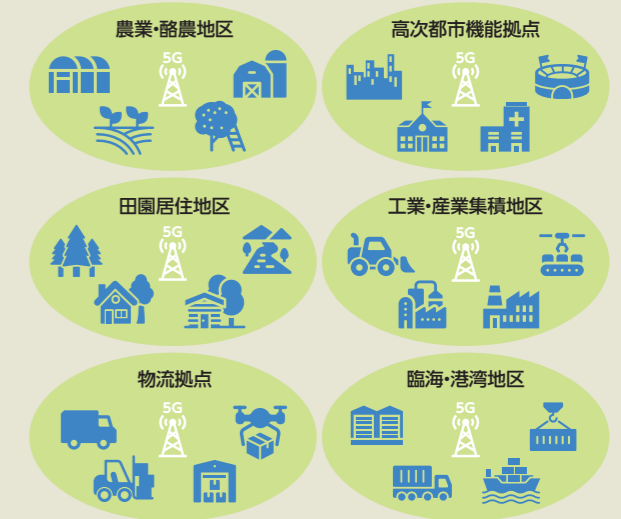 農業・酪農地区
5G
高次都市機能拠点
5G
田園居住地区
5G
工業・産業集積地区
5G
物流拠点
5G
臨海・港湾地区
5G